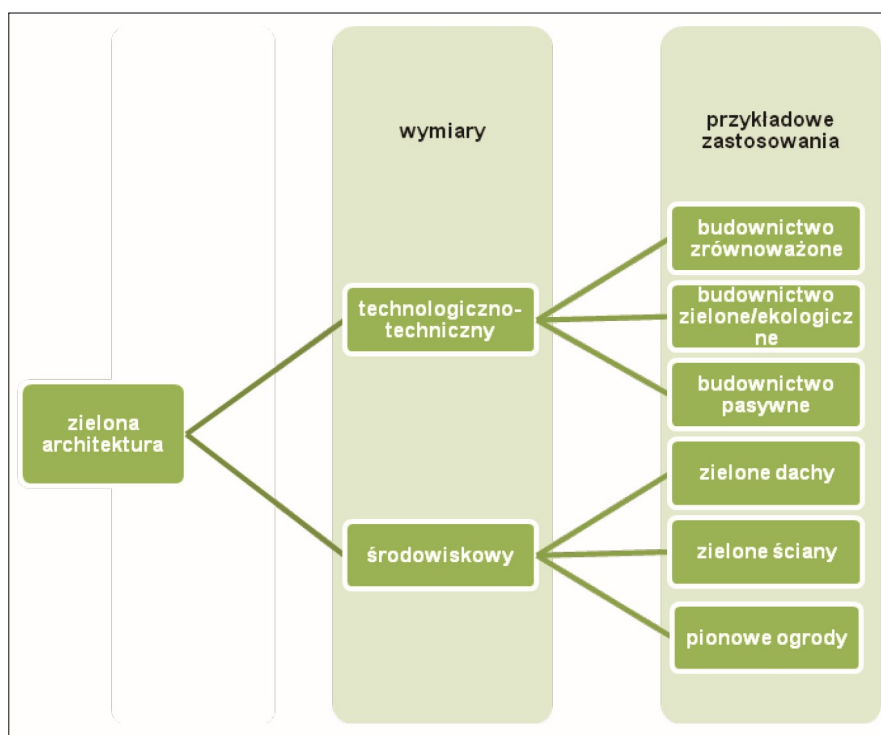 wymiary
przykładowe
zastosowania
zielona
architektura
technologiczno-
techniczny
środowiskowy
budownictwo
zrównoważone
budownictwo
zielone/ekologicz
ne
budownictwo
pasywne
zielone dachy
zielone ściany
pionowe ogrody